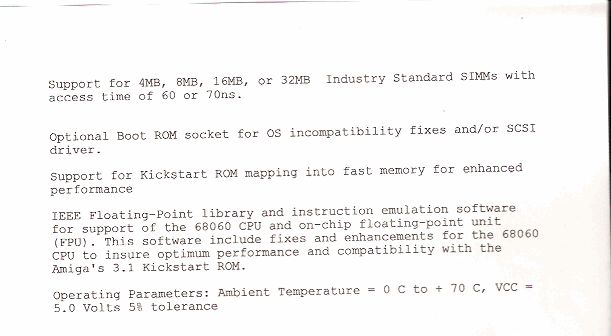 Support for 4MB, 8MB, 16MB, or 32MB  Industry Standard SIMMs with
access time of 60 or 70ns.
Optional Boot ROM socket for OS incompatibility fixes and/or SCSI
driver.
Support for Kickstart ROM mapping into fast memory for enhanced
performance
IEEE Floating-Point library and instruction emulation software
for support of the 68060 CPU and on-chip floating-point unit
(FPU). This software include fixes and enhancements for the 68060
CPU to insure optimum performance and compatibility with the
Amiga's 3.1 Kickstart ROM.
Operating Parameters: Ambient Temperature = 0 C to + 70 C, VCC =
5.0 Volts 5% tolerance